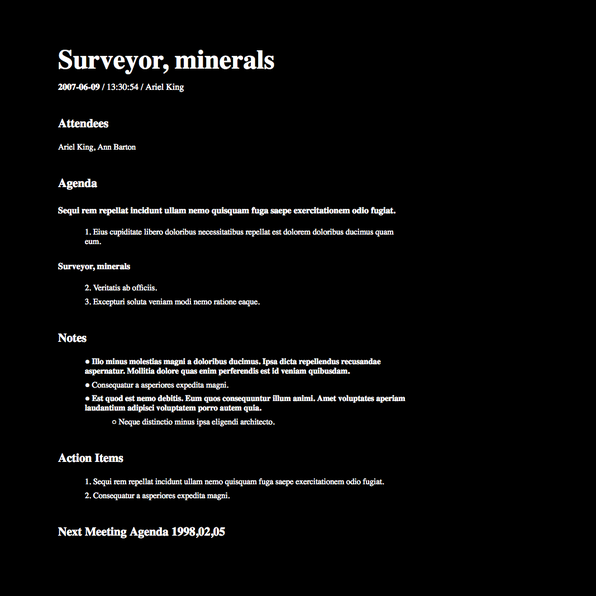 Surveyor, minerals
2007-06-09 / 13:30:54 / Ariel King
Attendees
Ariel King, Ann Barton
Agenda
Sequi rem repellat incidunt ullam nemo quisquam fuga saepe exercitationem odio fugiat.
1. Eius cupiditate libero doloribus necessitatibus repellat est dolorem doloribus ducimus quam
eum.
Surveyor, minerals
2. Veritatis ab officiis.
3. Excepturi soluta veniam modi nemo ratione eaque.
Notes
● Illo minus molestias magni a doloribus ducimus. Ipsa dicta repellendus recusandae
aspernatur. Mollitia dolore quas enim perferendis est id veniam quibusdam.
● Consequatur a asperiores expedita magni.
● Est quod est nemo debitis. Eum quos consequuntur illum animi. Amet voluptates aperiam
laudantium adipisci voluptatem porro autem quia.
○ Neque distinctio minus ipsa eligendi architecto.
Action Items
1. Sequi rem repellat incidunt ullam nemo quisquam fuga saepe exercitationem odio fugiat.
2. Consequatur a asperiores expedita magni.
Next Meeting Agenda 1998,02,05